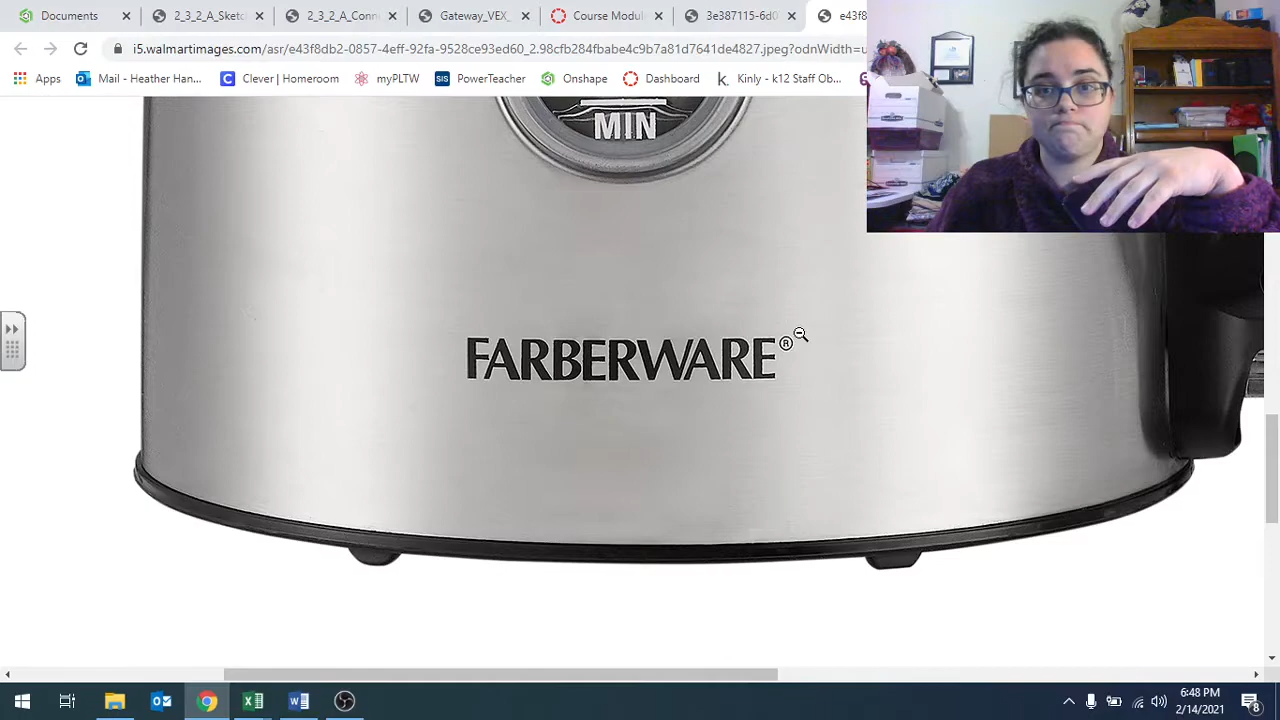 Documents
2_3_2_A_Sketc
2_3_2_A_Conn
Gateway_VEX_
Course Modul
3e387115-6d0
e43f8
i5.walmartimages.com/asr/e43f8db2-0857-4eff-92fa-9528ce93ed60_2.98cfb284fbabe4c9b7a81d7641de4827.jpeg?odnWidth=u
Apps
Mail - Heather Han...
Clever | Homeroom
myPLTW
SIS
PowerTeacher
Onshape
Dashboard
Kinly - k12 Staff Ob...
MIN
FARBERWARE®
6:48 PM
2/14/2021
8